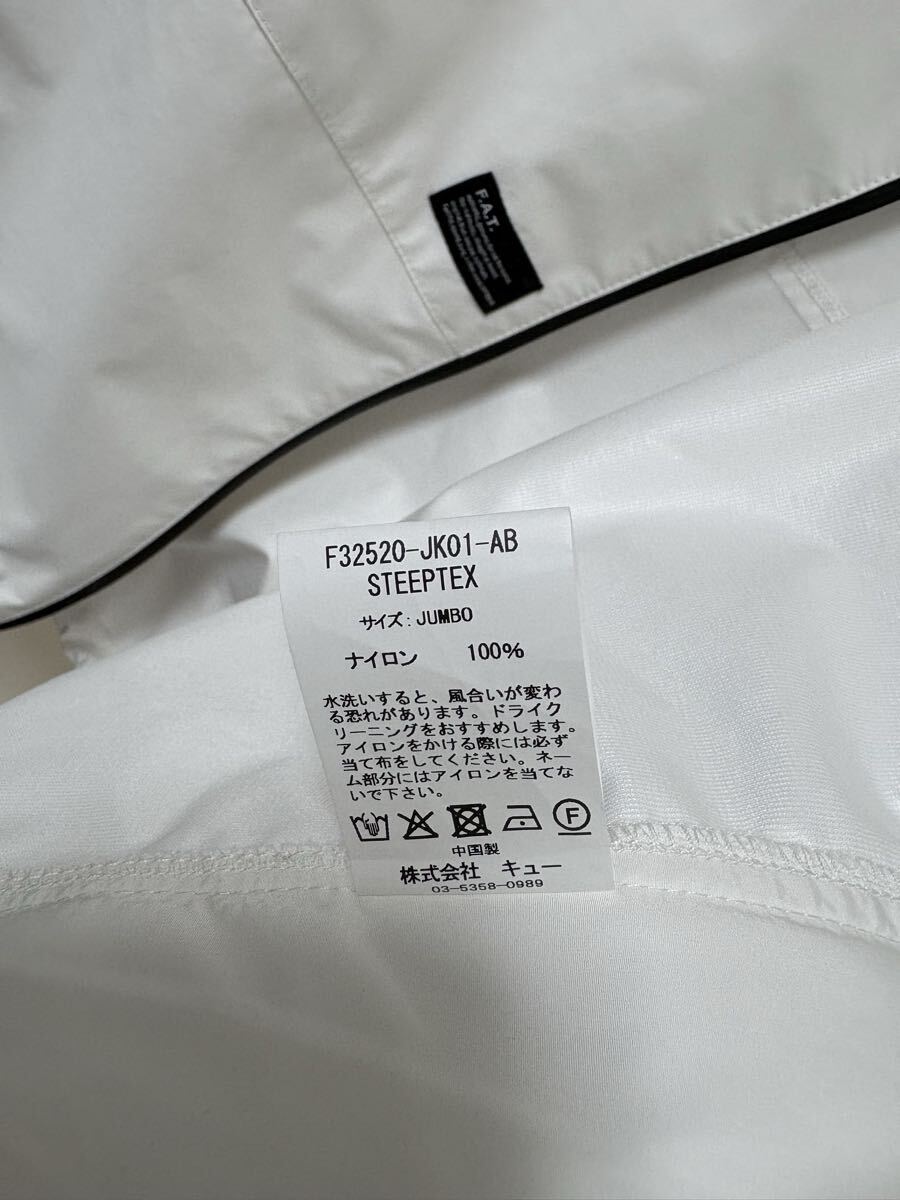 F.A.T.
F32520-JK01-AB
STEEPTEX
サイズ: JUMBO
ナイロン 100%
水洗いすると、風合いが変わ
る恐れがあります。ドライク
リーニングをおすすめします。
アイロンをかける際には必ず
当て布をしてください。ネー
ム部分にはアイロンを当てな
いで下さい。
F
中国製
株式会社 キュー
03-5358-0989